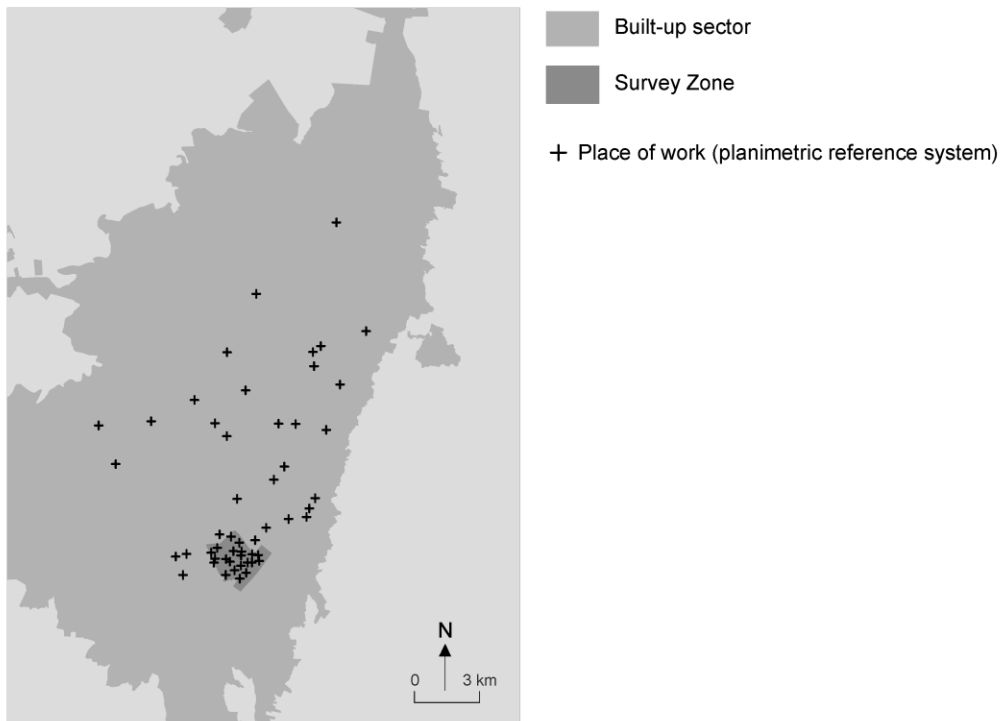 Built-up sector
Survey Zone
Place of work (planimetric reference system)
N
0 3 km